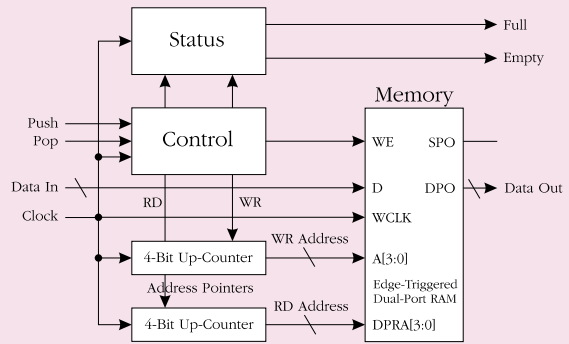 Status
Full
Empty
Memory
Push
Pop
Control
WE
SPO
Data In
RD
WR
D
DPO
Data Out
Clock
WCLK
WR Address
4-Bit Up-Counter
A[3:0]
Address Pointers
Edge-Triggered
Dual-Port RAM
RD Address
4-Bit Up-Counter
DPRA[3:0]